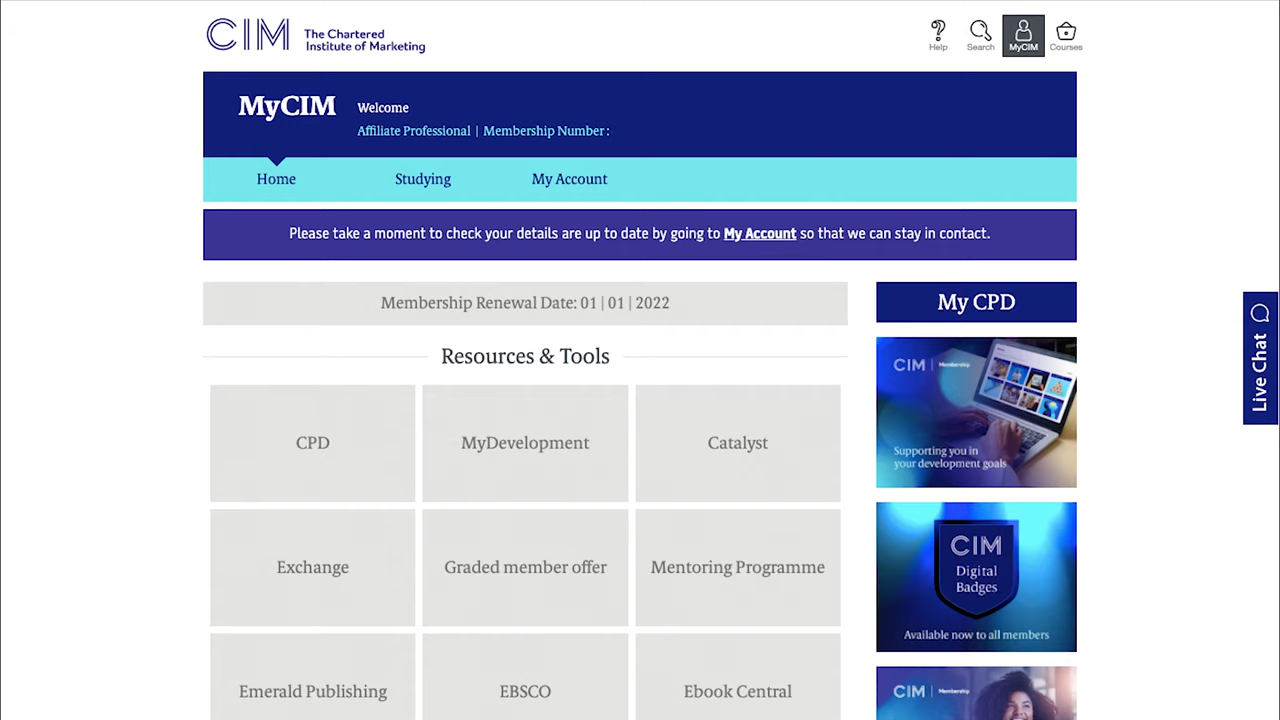 CIM
The Chartered
Institute of Marketing
?
Help
Search
MyCIM
Courses
MyCIM
Welcome
Affiliate Professional | Membership Number :
Home
Studying
My Account
Please take a moment to check your details are up to date by going to My Account so that we can stay in contact.
Membership Renewal Date: 01 | 01 | 2022
My CPD
Resources & Tools
CPD
MyDevelopment
Catalyst
Exchange
Graded member offer
Mentoring Programme
Emerald Publishing
EBSCO
Ebook Central
CIM | Membership
Supporting you in
your development goals
CIM
Digital
Badges
Available now to all members
CIM | Membership
Live Chat